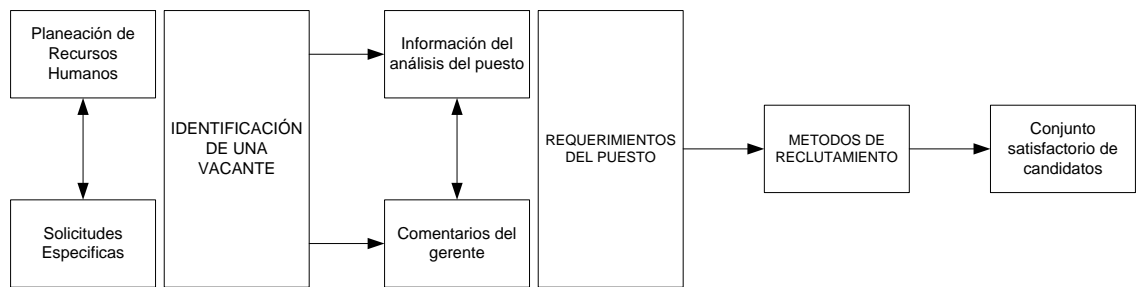 Planeación de
Recursos
Humanos
Solicitudes
Especificas
IDENTIFICACIÓN
DE UNA
VACANTE
Información del
análisis del puesto
Comentarios del
gerente
REQUERIMIENTOS
DEL PUESTO
METODOS DE
RECLUTAMIENTO
Conjunto
satisfactorio de
candidatos